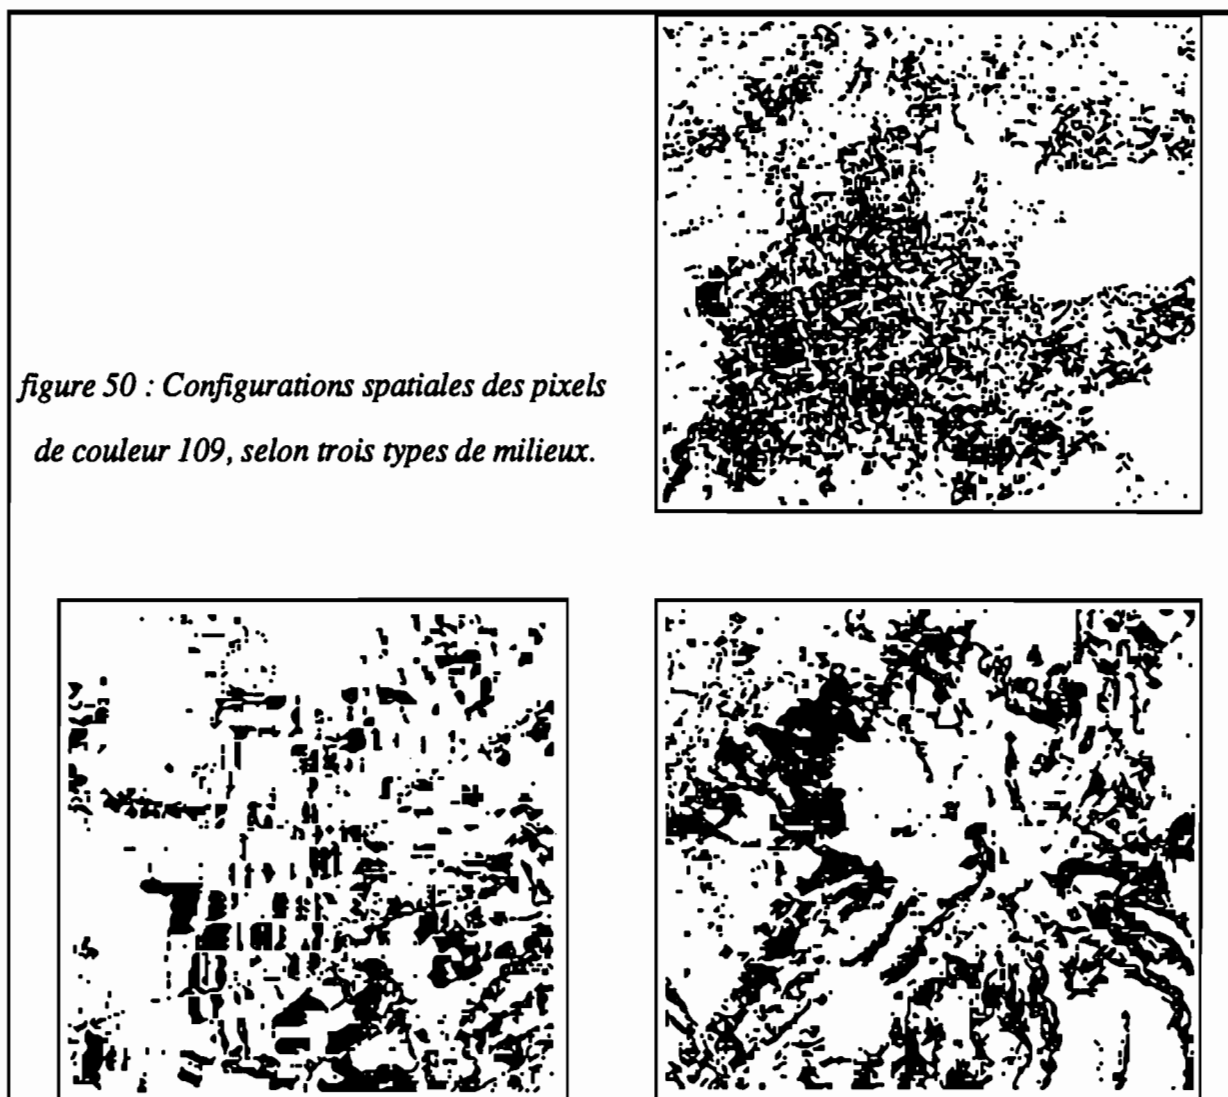 figure 50 : Configurations spatiales des pixels
de couleur 109, selon trois types de milieux.